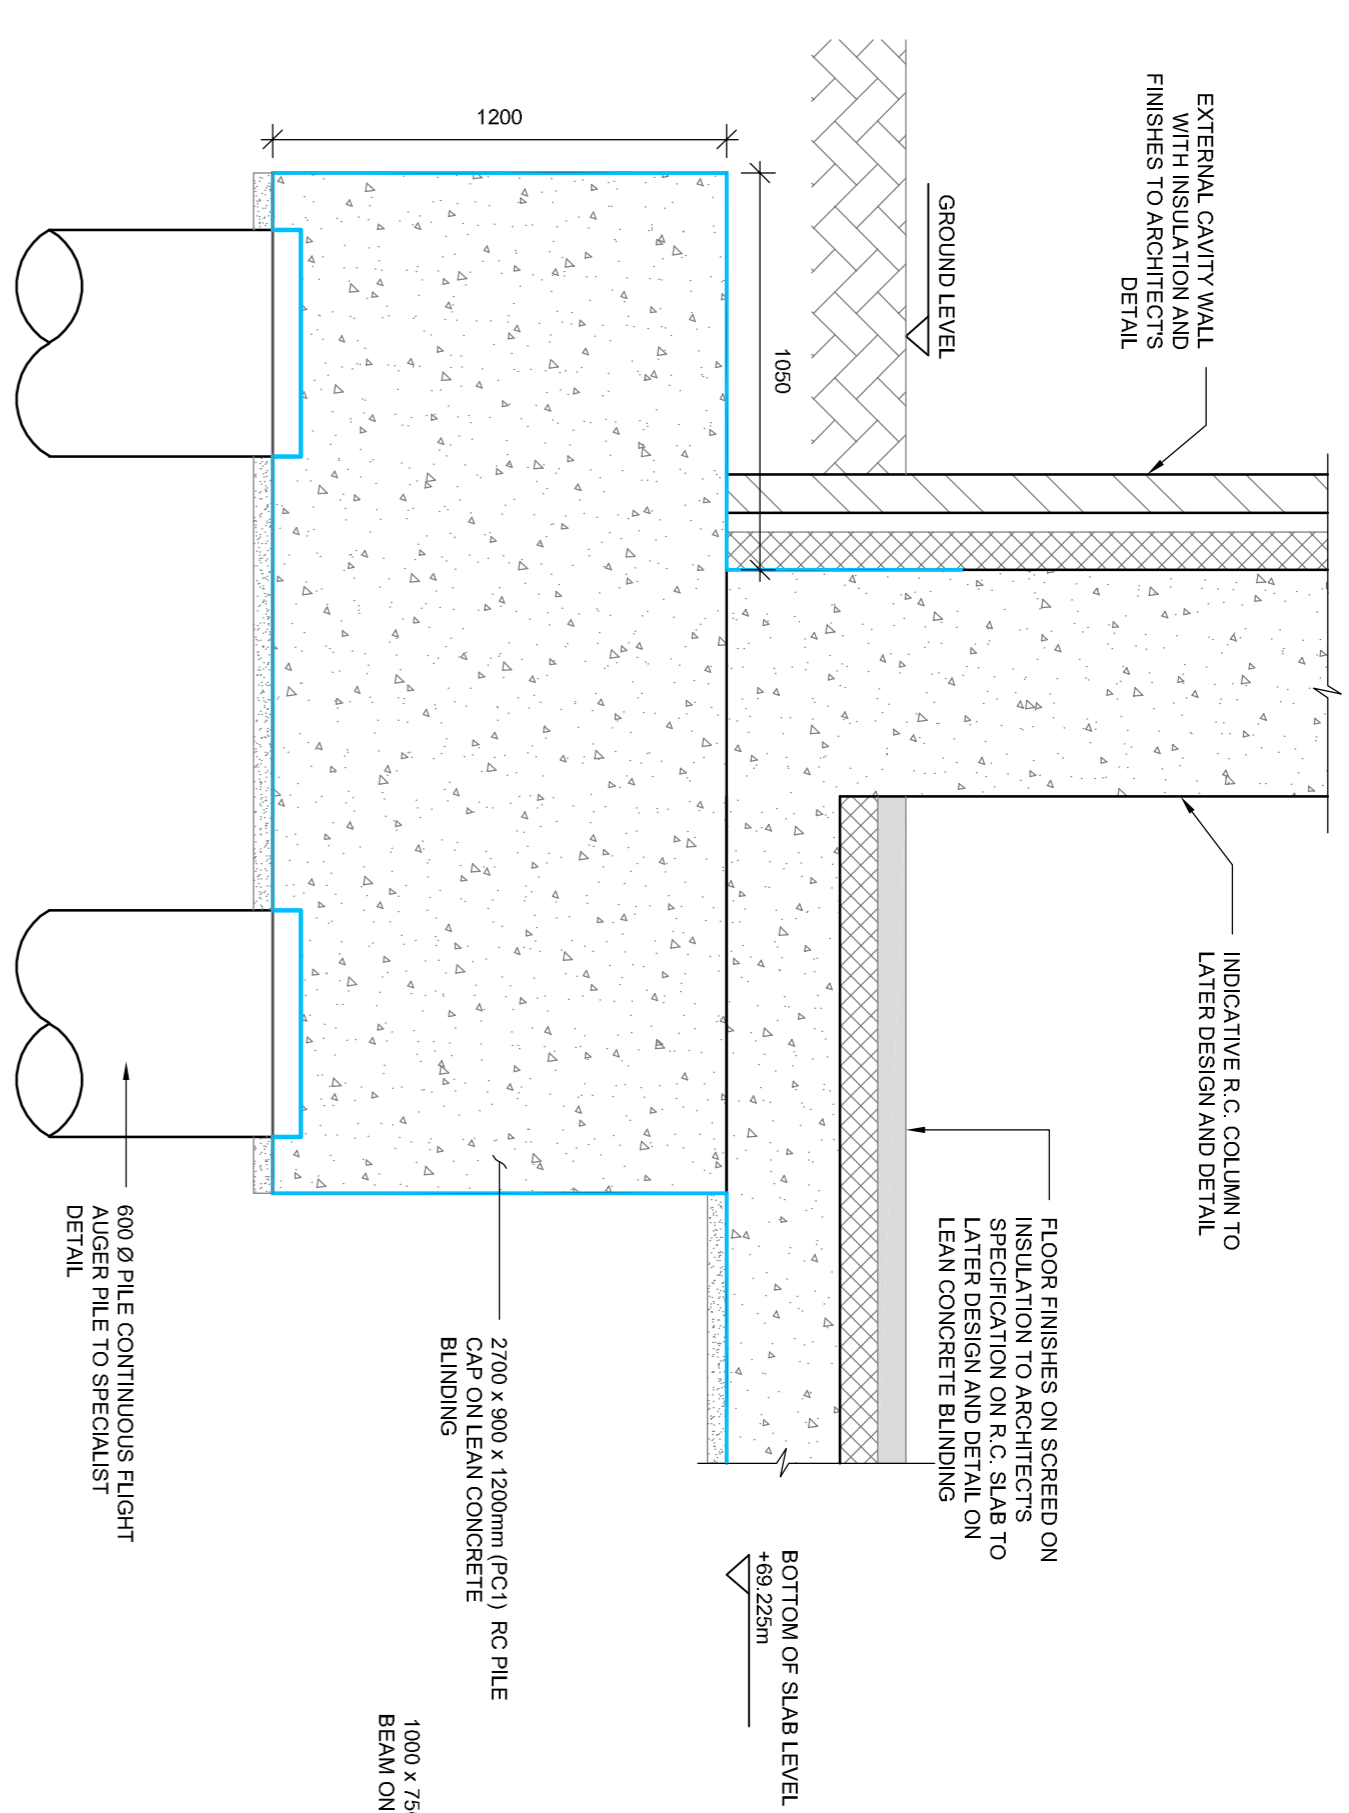 EXTERNAL CAVITY WALL
WITH INSULATION AND
FINISHES TO ARCHITECT'S
DETAIL
GROUND LEVEL
1200
1050
INDICATIVE R.C. COLUMN TO
LATER DESIGN AND DETAIL
FLOOR FINISHES ON SCREED ON
INSULATION TO ARCHITECT'S
SPECIFICATION ON R.C. SLAB TO
LATER DESIGN AND DETAIL ON
LEAN CONCRETE BLINDING
BOTTOM OF SLAB LEVEL
+69.225m
2700 x 900 x 1200mm (PC1) RC PILE
CAP ON LEAN CONCRETE
BLINDING
600 Ø PILE CONTINUOUS FLIGHT
AUGER PILE TO SPECIALIST
DETAIL
1000 x
BEAM ON